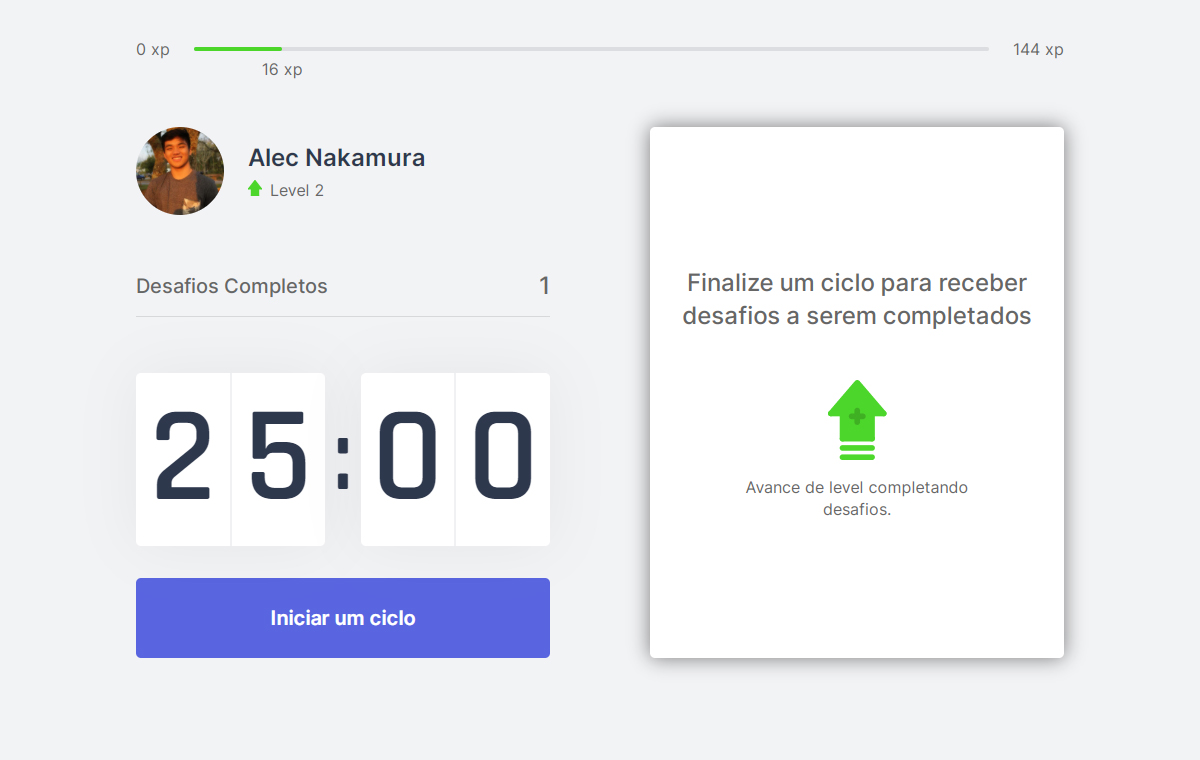 0 xp
144 xp
16 xp
Alec Nakamura
Level 2
Desafios Completos 1
25:00
Iniciar um ciclo
Finalize um ciclo para receber
desafios a serem completados
Avance de level completando
desafios.